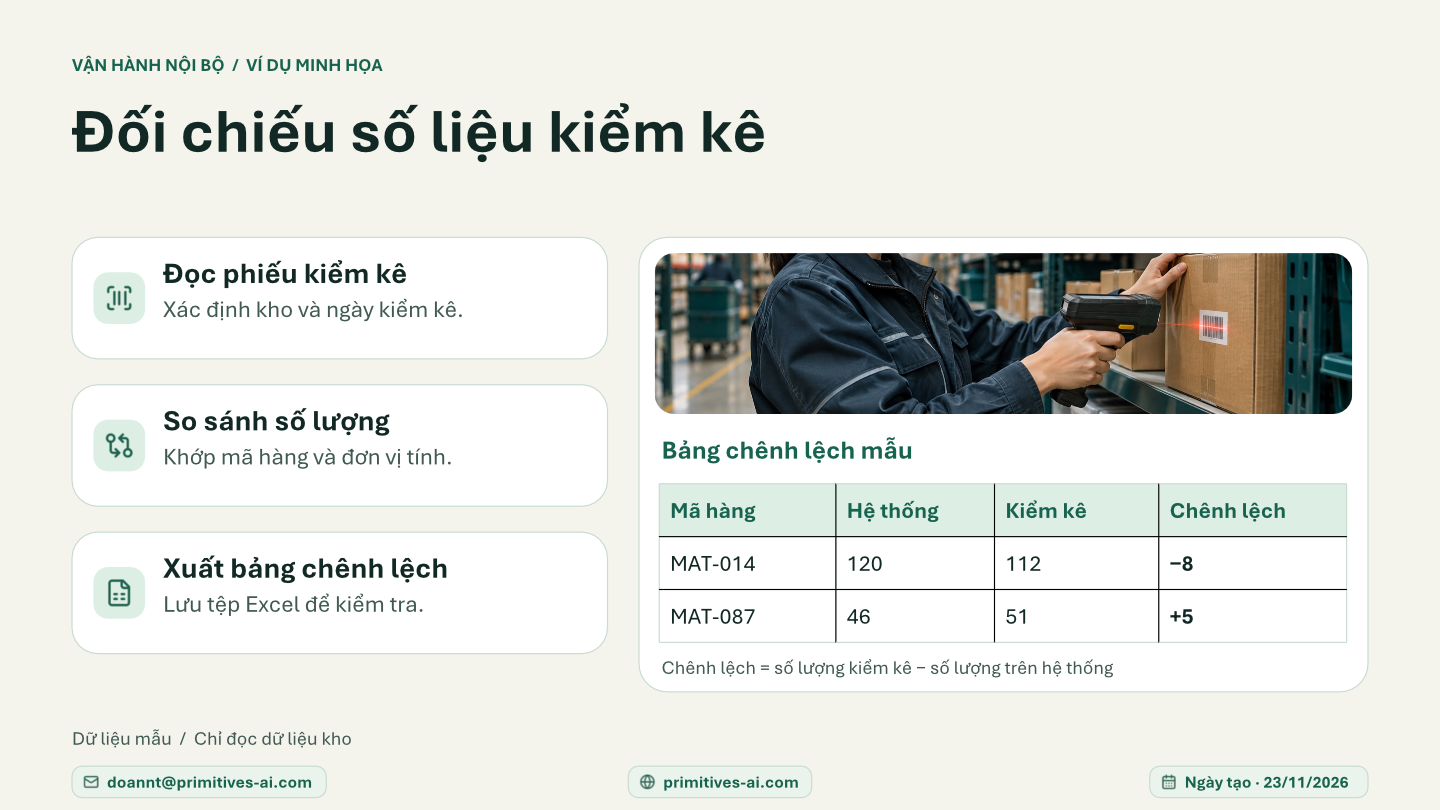 VẬN HÀNH NỘI BỘ / VÍ DỤ MINH HỌA
Đối chiếu số liệu kiểm kê
Đọc phiếu kiểm kê
Xác định kho và ngày kiểm kê.
So sánh số lượng
Khớp mã hàng và đơn vị tính.
Xuất bảng chênh lệch
Lưu tệp Excel để kiểm tra.
Bảng chênh lệch mẫu
Mã hàng Hệ thống Kiểm kê Chênh lệch
MAT-014 120 112 −8
MAT-087 46 51 +5
Chênh lệch = số lượng kiểm kê − số lượng trên hệ thống
Dữ liệu mẫu / Chỉ đọc dữ liệu kho
doannt@primitives-ai.com
primitives-ai.com
Ngày tạo · 23/11/2026